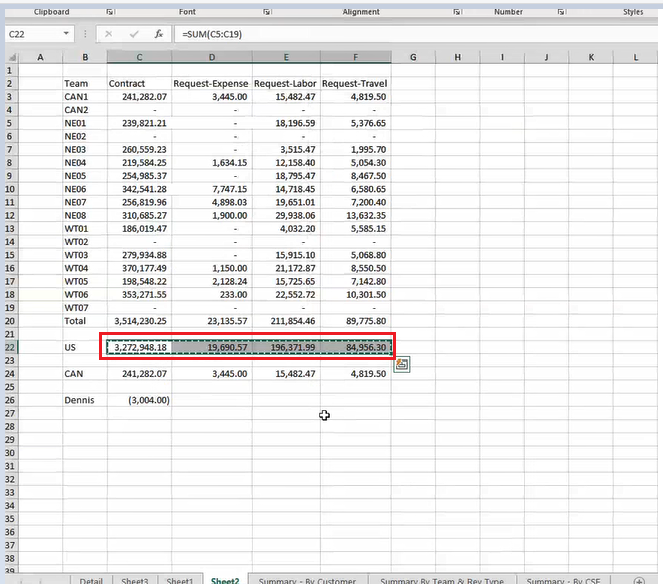 Clipboard Font Alignment Number Styles
C22 fx =SUM(C5:C19)
A B C D E F G H I J K L
1
2 Team Contract Request-Expense Request-Labor Request-Travel
3 CAN1 241,282.07 3,445.00 15,482.47 4,819.50
4 CAN2 - - - -
5 NE01 239,821.21 - 18,196.59 5,376.65
6 NE02 - - - -
7 NE03 260,559.23 - 3,515.47 1,995.70
8 NE04 219,584.25 1,634.15 12,158.40 5,054.30
9 NE05 254,985.37 - 18,795.47 8,467.50
10 NE06 342,541.28 7,747.15 14,718.45 6,580.65
11 NE07 256,819.96 4,898.03 19,651.01 7,200.40
12 NE08 310,685.27 1,900.00 29,938.06 13,632.35
13 WT01 186,019.47 - 4,032.20 5,585.15
14 WT02 - - - -
15 WT03 279,934.88 - 15,915.10 5,068.80
16 WT04 370,177.49 1,150.00 21,172.87 8,550.50
17 WT05 198,548.22 2,128.24 15,725.65 7,142.80
18 WT06 353,271.55 233.00 22,552.72 10,301.50
19 WT07 - - - -
20 Total 3,514,230.25 23,135.57 211,854.46 89,775.80
21
22 US 3,272,948.18 19,690.57 196,371.99 84,956.30
23
24 CAN 241,282.07 3,445.00 15,482.47 4,819.50
25
26 Dennis (3,004.00)
27
28
29
30
31
32
33
34
35
36
37
38
39
Detail Sheet3 Sheet1 Sheet2 Summary - By Customer Summary By Team & Rev Type Summary - By CSE